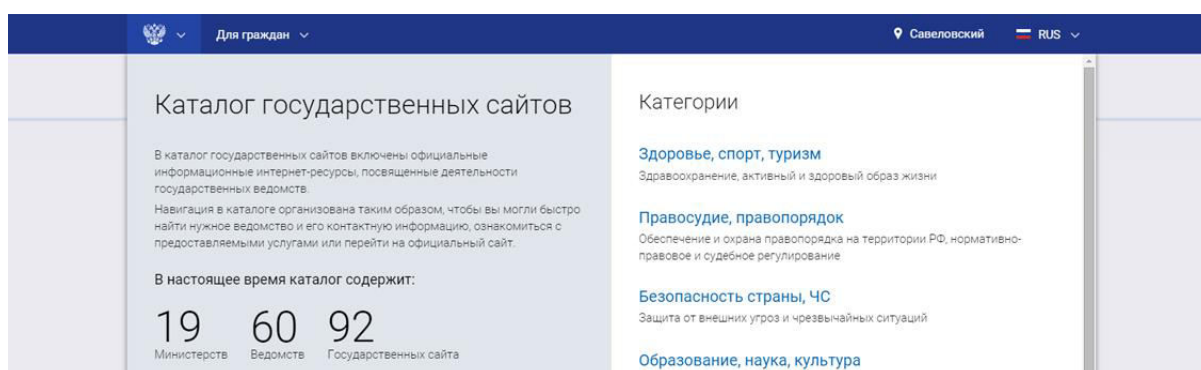 Для граждан
Савеловский
RUS
Каталог государственных сайтов
В каталог государственных сайтов включены официальные
информационные интернет-ресурсы, посвященные деятельности
государственных ведомств.
Навигация в каталоге организована таким образом, чтобы вы могли быстро
найти нужное ведомство и его контактную информацию, ознакомиться с
предоставляемыми услугами или перейти на официальный сайт.
В настоящее время каталог содержит:
19 60 92
Министерств Ведомств Государственных сайта
Категории
Здоровье, спорт, туризм
Здравоохранение, активный и здоровый образ жизни
Правосудие, правопорядок
Обеспечение и охрана правопорядка на территории РФ, нормативно-
правовое и судебное регулирование
Безопасность страны, ЧС
Защита от внешних угроз и чрезвычайных ситуаций
Образование, наука, культура